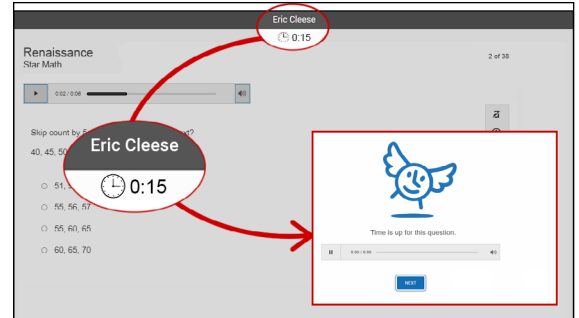 Eric Cleese
0:15
Renaissance
Star Math
2 of 38
0:02 / 0:06
Skip count by
40, 45, 50
Eric Cleese
0:15
51,
55, 56, 57
55, 60, 65
60, 65, 70
Time is up for this question.
0:00 / 0:00
NEXT